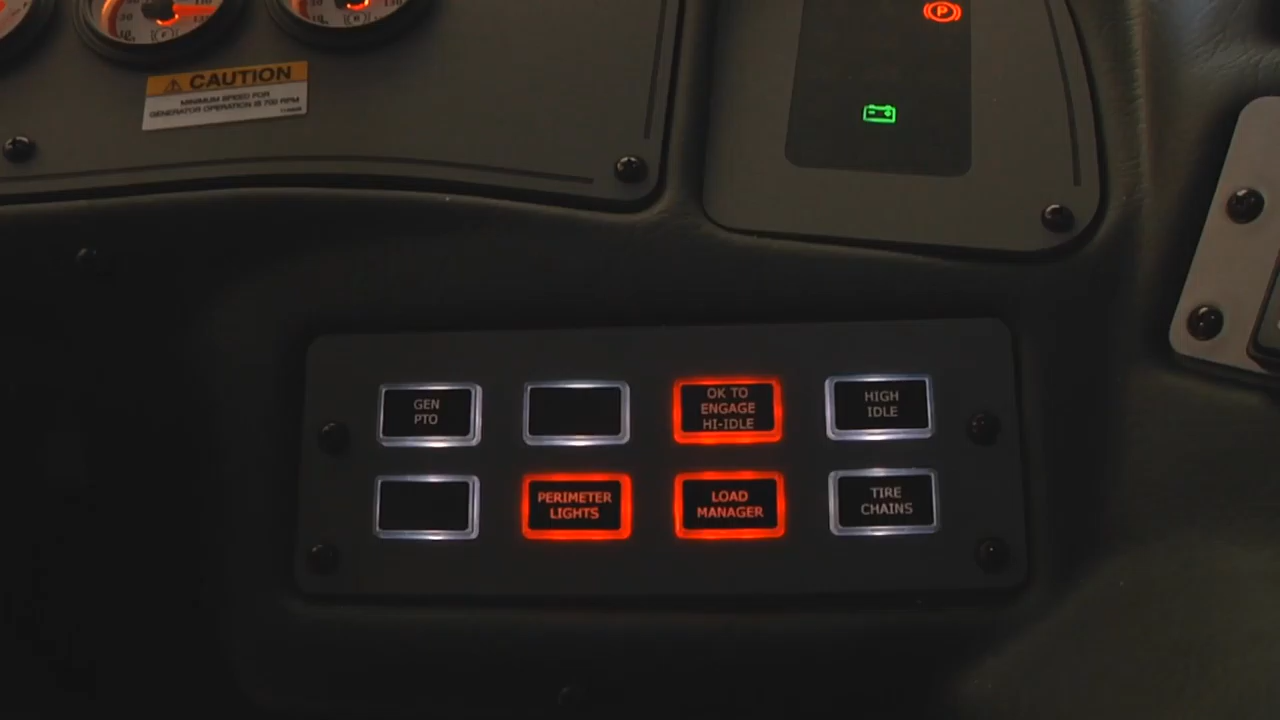 CAUTION
MINIMUM SPEED FOR
GENERATOR OPERATION IS 750 RPM
P
GEN
PTO
OK TO
ENGAGE
HI-IDLE
HIGH
IDLE
PERIMETER
LIGHTS
LOAD
MANAGER
TIRE
CHAINS